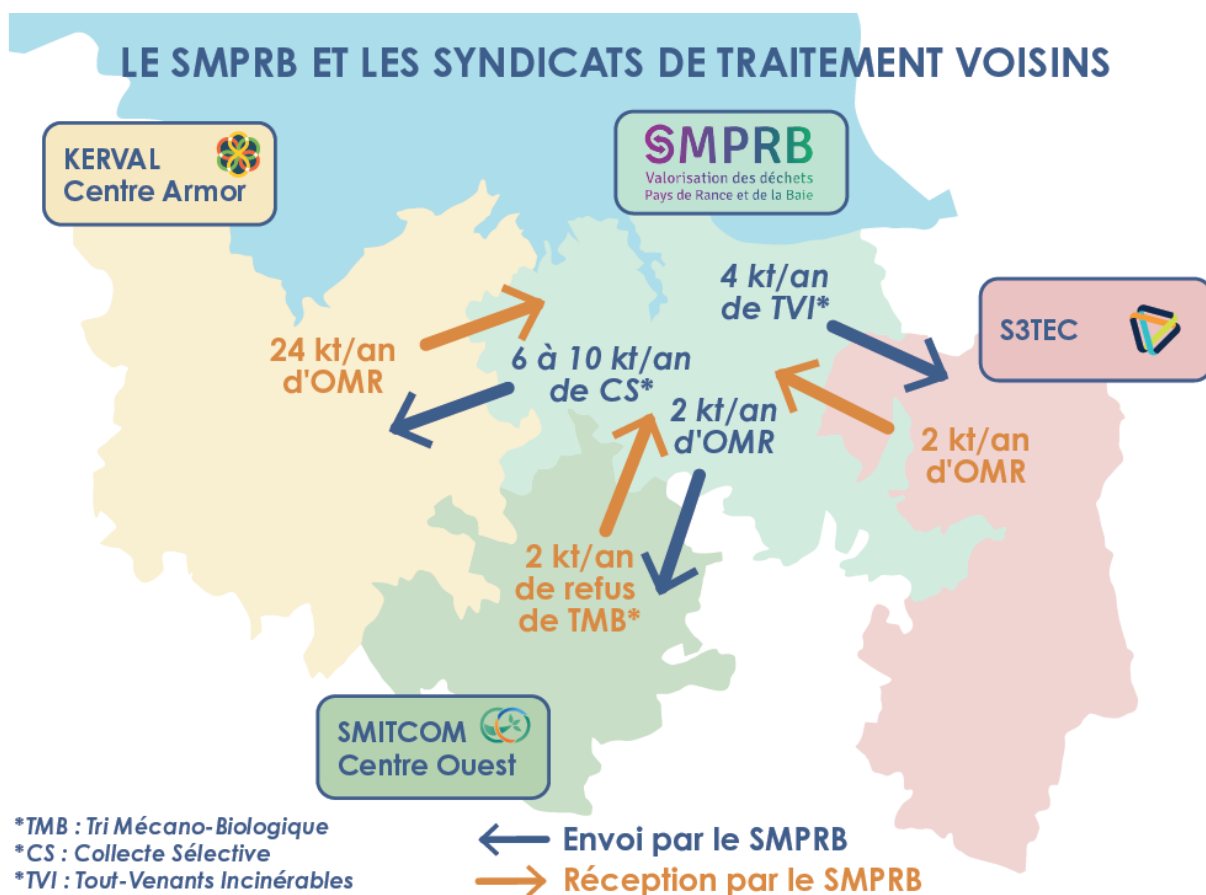 LE SMPRB ET LES SYNDICATS DE TRAITEMENT VOISINS
KERVAL
Centre Armor
SMPRB
Valorisation des déchets
Pays de Rance et de la Baie
4 kt/an
de TVI*
S3TEC
24 kt/an
d'OMR
6 à 10 kt/an
de CS*
2 kt/an
d'OMR
2 kt/an
d'OMR
2 kt/an
de refus
de TMB*
SMITCOM
Centre Ouest
*TMB : Tri Mécano-Biologique
*CS : Collecte Sélective
*TVI : Tout-Venants Incinérables
Envoi par le SMPRB
Réception par le SMPRB